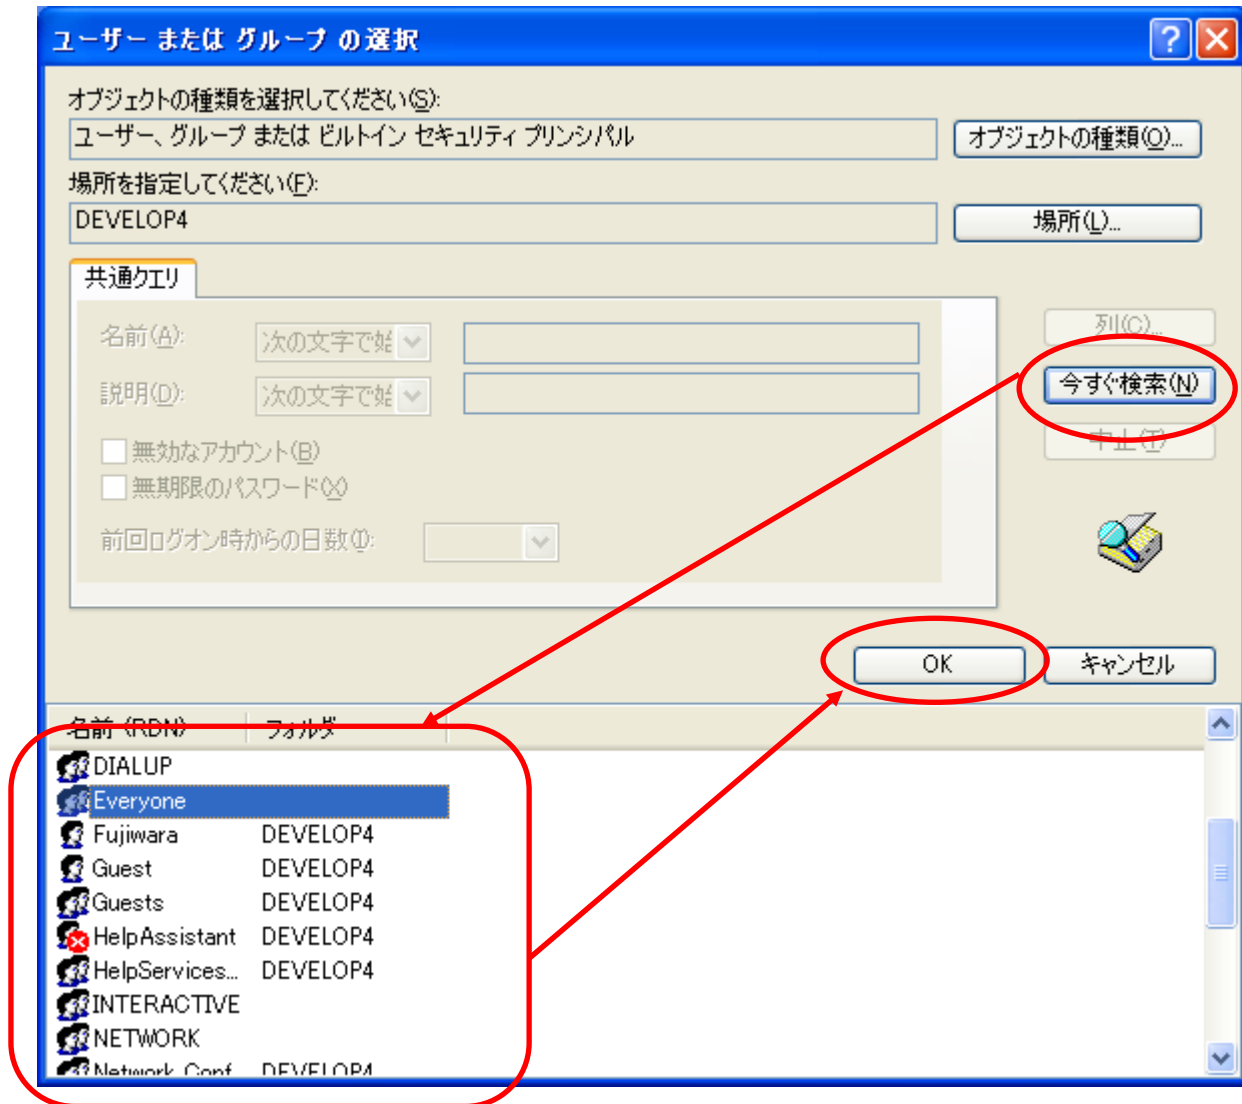 ユーザー または グループ の選択
オブジェクトの種類を選択してください(S):
ユーザー、グループ または ビルトイン セキュリティ プリンシパル
オブジェクトの種類(O)...
場所を指定してください(F):
DEVELOP4
場所(L)...
共通クエリ
名前(A):
次の文字で始
列(C)...
説明(D):
次の文字で始
今すぐ検索(N)
無効なアカウント(B)
中止(T)
無期限のパスワード(X)
前回ログオン時からの日数(I):
OK
キャンセル
名前 (RDN) フォルダ
DIALUP
Everyone
Fujiwara DEVELOP4
Guest DEVELOP4
Guests DEVELOP4
HelpAssistant DEVELOP4
HelpServices... DEVELOP4
INTERACTIVE
NETWORK
Network Conf DEVELOP4